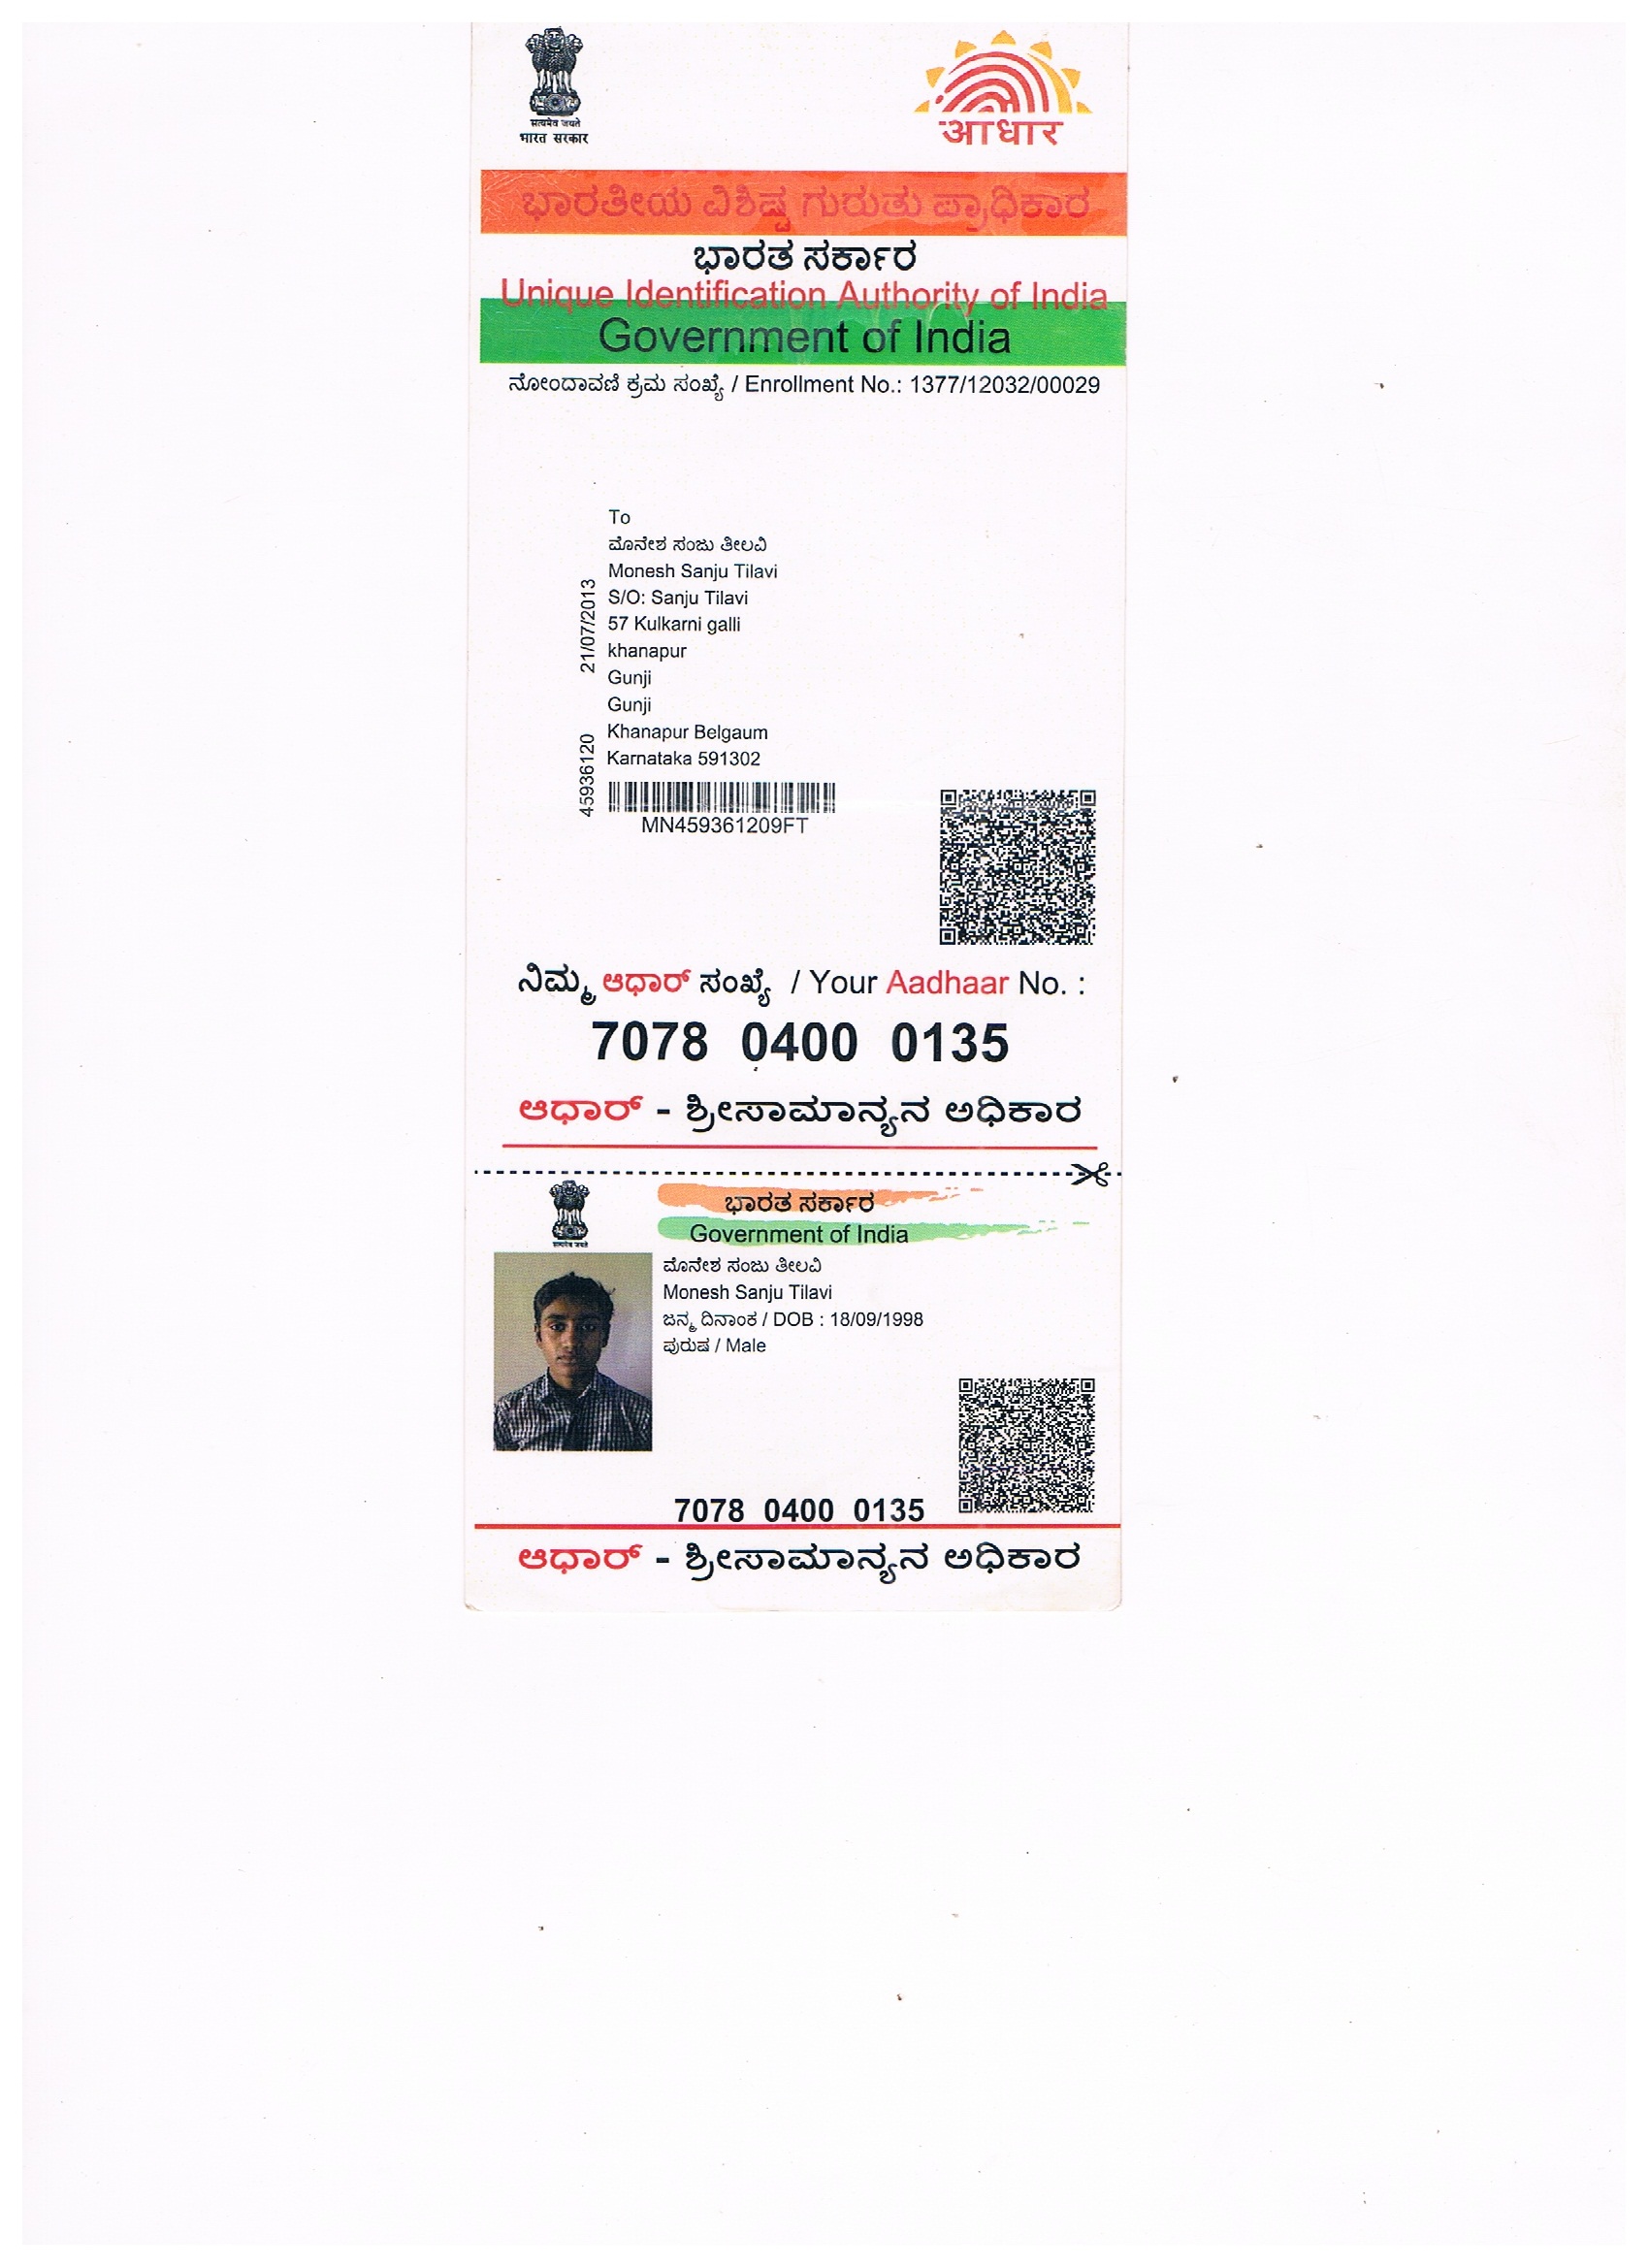 सत्यमेव जयते
भारत सरकार
आधार
ಭಾರತೀಯ ವಿಶಿಷ್ಟ ಗುರುತು ಪ್ರಾಧಿಕಾರ
ಭಾರತ ಸರ್ಕಾರ
Unique Identification Authority of India
Government of India
ನೋಂದಾವಣಿ ಕ್ರಮ ಸಂಖ್ಯೆ / Enrollment No.: 1377/12032/00029
To
ಮೊನೇಶ ಸಂಜು ತೀಲವಿ
Monesh Sanju Tilavi
S/O: Sanju Tilavi
57 Kulkarni galli
khanapur
Gunji
Gunji
Khanapur Belgaum
Karnataka 591302
21/07/2013
45936120
MN459361209FT
ನಿಮ್ಮ ಆಧಾರ್ ಸಂಖ್ಯೆ / Your Aadhaar No. :
7078 0400 0135
ಆಧಾರ್ - ಶ್ರೀಸಾಮಾನ್ಯನ ಅಧಿಕಾರ
सत्यमेव जयते
ಭಾರತ ಸರ್ಕಾರ
Government of India
ಮೊನೇಶ ಸಂಜು ತೀಲವಿ
Monesh Sanju Tilavi
ಜನ್ಮ ದಿನಾಂಕ / DOB : 18/09/1998
ಪುರುಷ / Male
7078 0400 0135
ಆಧಾರ್ - ಶ್ರೀಸಾಮಾನ್ಯನ ಅಧಿಕಾರ